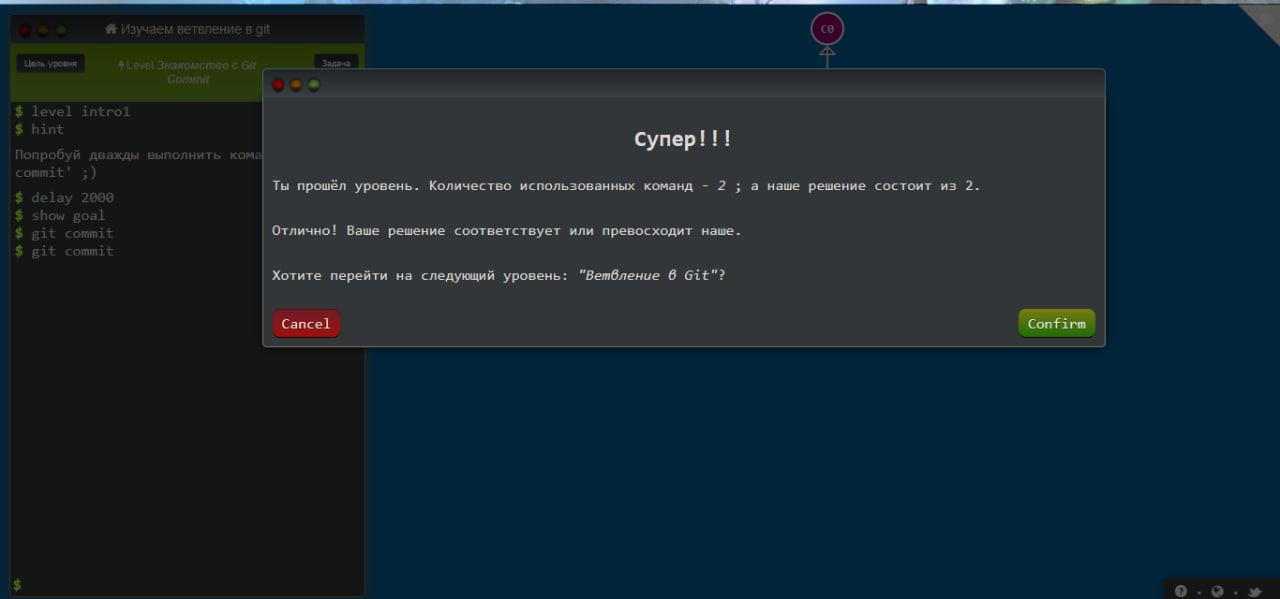 Изучаем ветвление в git
C0
Цель уровня
Level Знакомство с Git
Commit
Задача
$ level intro1
$ hint
Попробуй дважды выполнить кома
commit' ;)
$ delay 2000
$ show goal
$ git commit
$ git commit
$
Супер!!!
Ты прошёл уровень. Количество использованных команд - 2 ; а наше решение состоит из 2.
Отлично! Ваше решение соответствует или превосходит наше.
Хотите перейти на следующий уровень: "Ветвление в Git"?
Cancel
Confirm